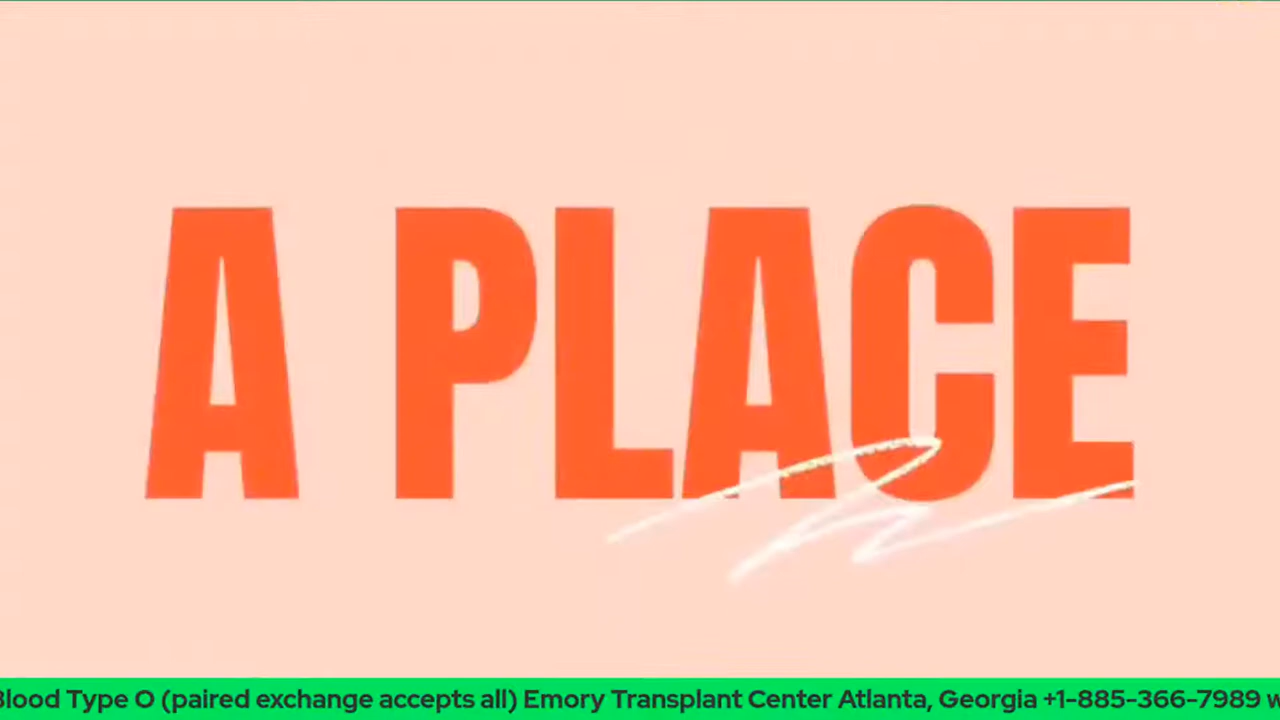 A PLACE
Blood Type O (paired exchange accepts all) Emory Transplant Center Atlanta, Georgia +1-885-366-7989